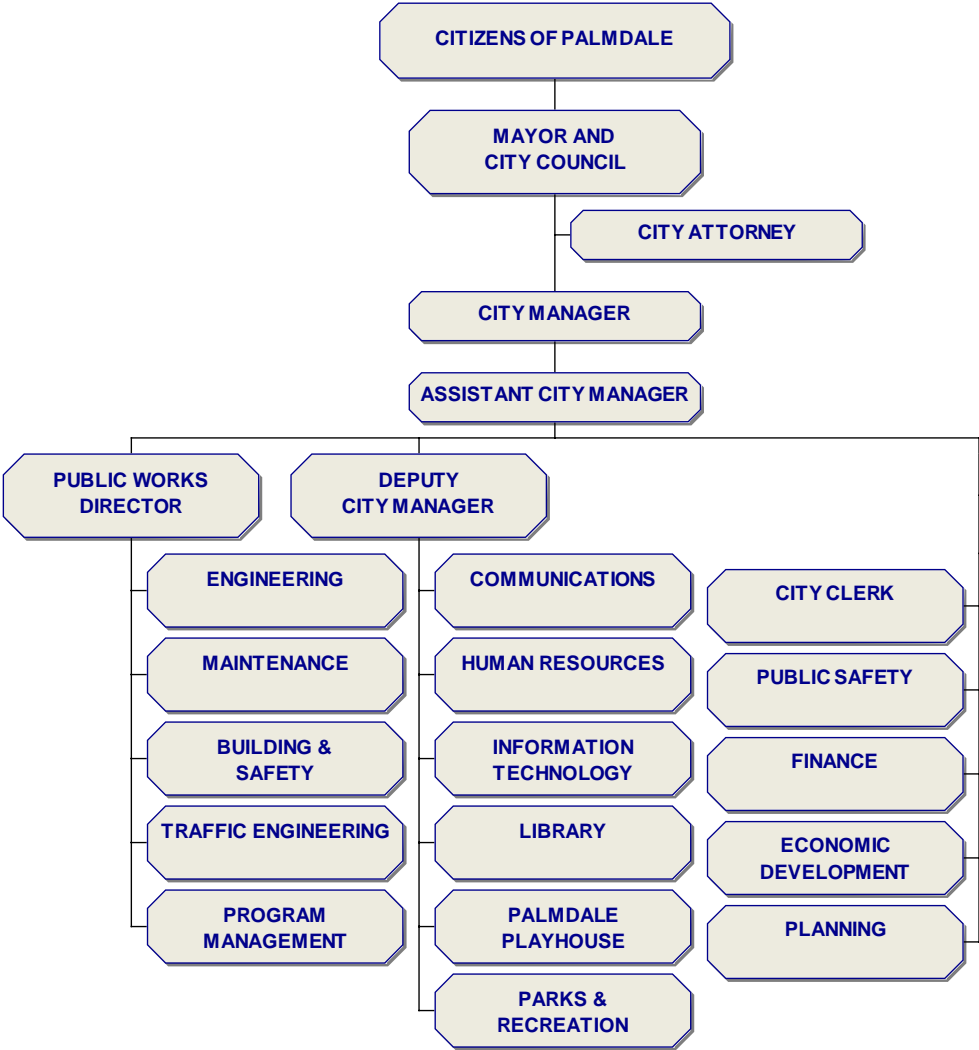 CITIZENS OF PALMDALE
MAYOR AND
CITY COUNCIL
CITY ATTORNEY
CITY MANAGER
ASSISTANT CITY MANAGER
PUBLIC WORKS
DIRECTOR
DEPUTY
CITY MANAGER
ENGINEERING
MAINTENANCE
BUILDING &
SAFETY
TRAFFIC ENGINEERING
PROGRAM
MANAGEMENT
COMMUNICATIONS
HUMAN RESOURCES
INFORMATION
TECHNOLOGY
LIBRARY
PALMDALE
PLAYHOUSE
PARKS &
RECREATION
CITY CLERK
PUBLIC SAFETY
FINANCE
ECONOMIC
DEVELOPMENT
PLANNING